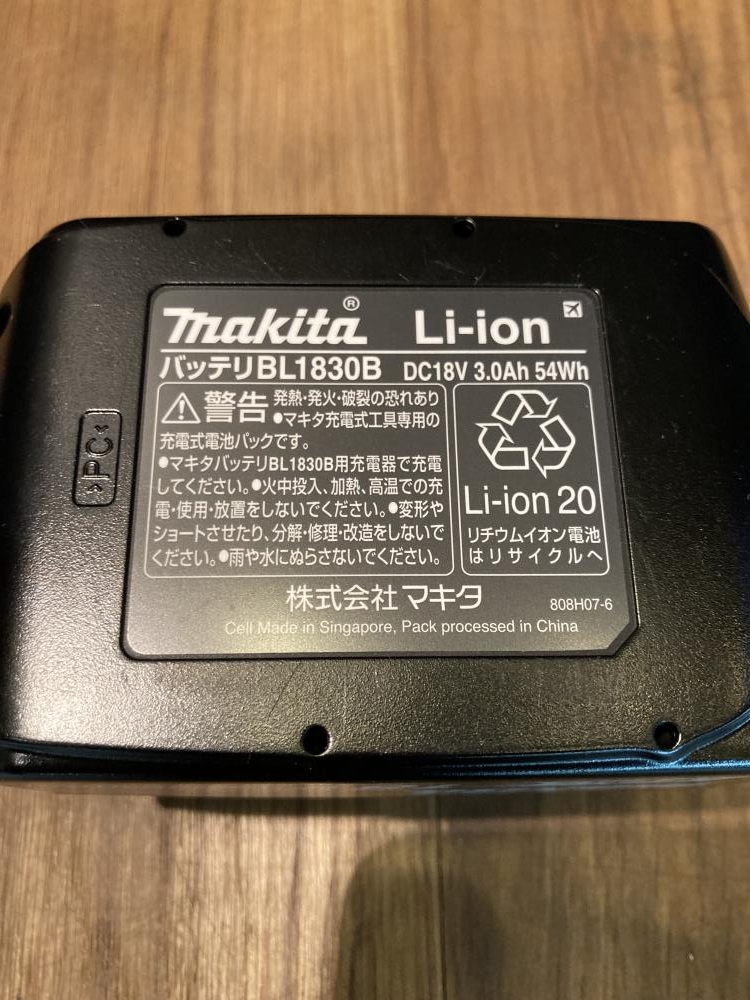 makita® Li-ion
バッテリBL1830B DC18V 3.0Ah 54Wh
警告 発熱・発火・破裂の恐れあり
●マキタ充電式工具専用の
充電式電池パックです。
●マキタバッテリBL1830B用充電器で充電
してください。●火中投入、加熱、高温での充
電・使用・放置をしないでください。●変形や
ショートさせたり、分解・修理・改造をしないで
ください。●雨や水にぬらさないでください。
Li-ion 20
リチウムイオン電池
はリサイクルへ
株式会社マキタ
808H07-6
Cell Made in Singapore, Pack processed in China
>PC<